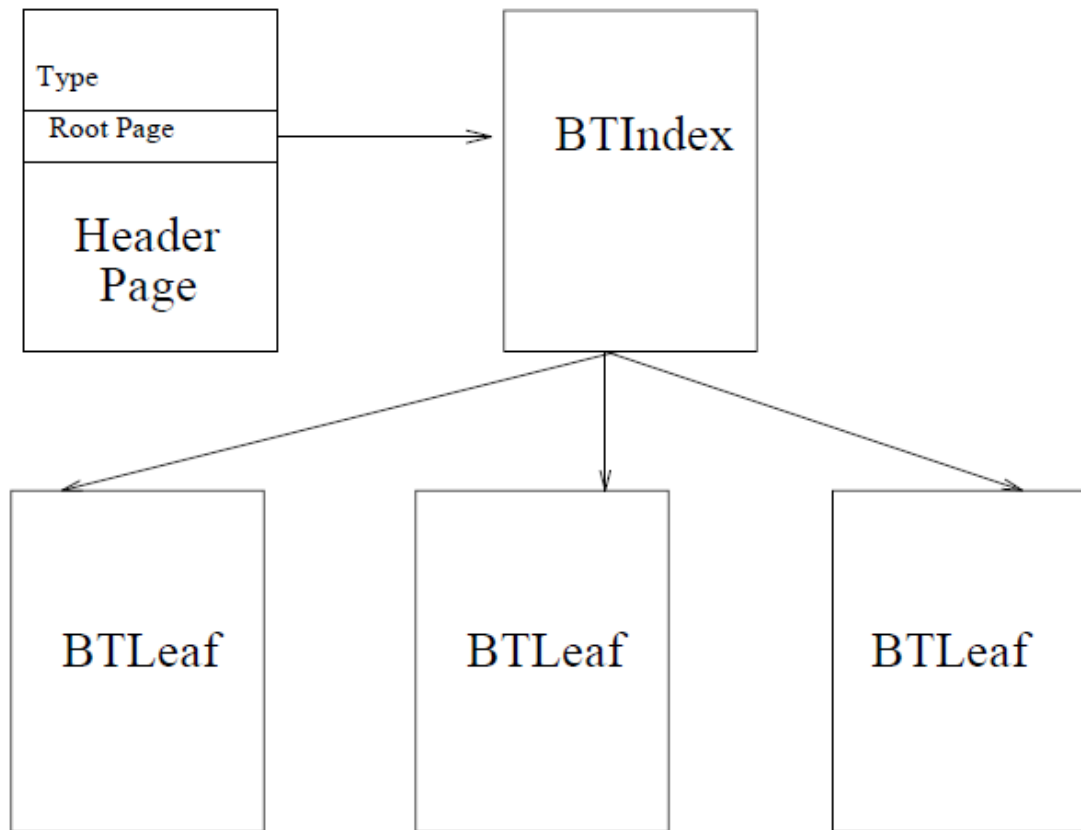 Type
Root Page
Header
Page
BTIndex
BTLeaf
BTLeaf
BTLeaf